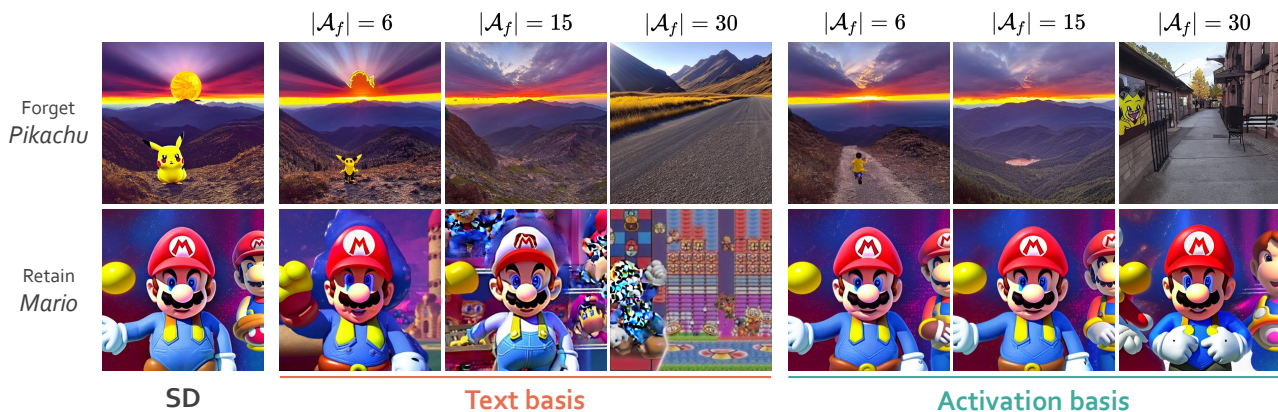 |𝒜_f| = 6 |𝒜_f| = 15 |𝒜_f| = 30 |𝒜_f| = 6 |𝒜_f| = 15 |𝒜_f| = 30
Forget
Pikachu
M M M M M M
Retain
Mario
SD Text basis Activation basis